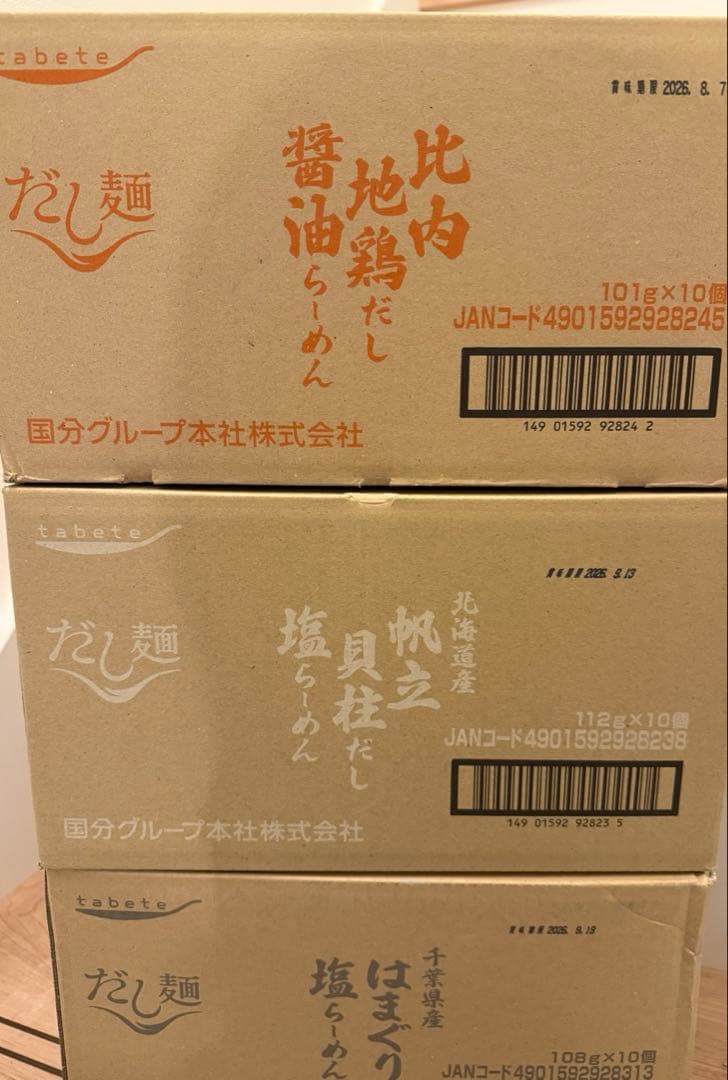 tabete
賞味期限 2026. 8. 7
だし麺
比内
地鶏だし
醤油らーめん
101g×10個
JANコード4901592928245
149 01592 92824 2
国分グループ本社株式会社
tabete
賞味期限 2026. 9.13
だし麺
北海道産
帆立
貝柱だし
塩らーめん
112g×10個
JANコード4901592928238
149 01592 92823 5
国分グループ本社株式会社
tabete
賞味期限 2026. 9.19
だし麺
千葉県産
はまぐり
塩らーめん
108g×10個
JANコード4901592928313